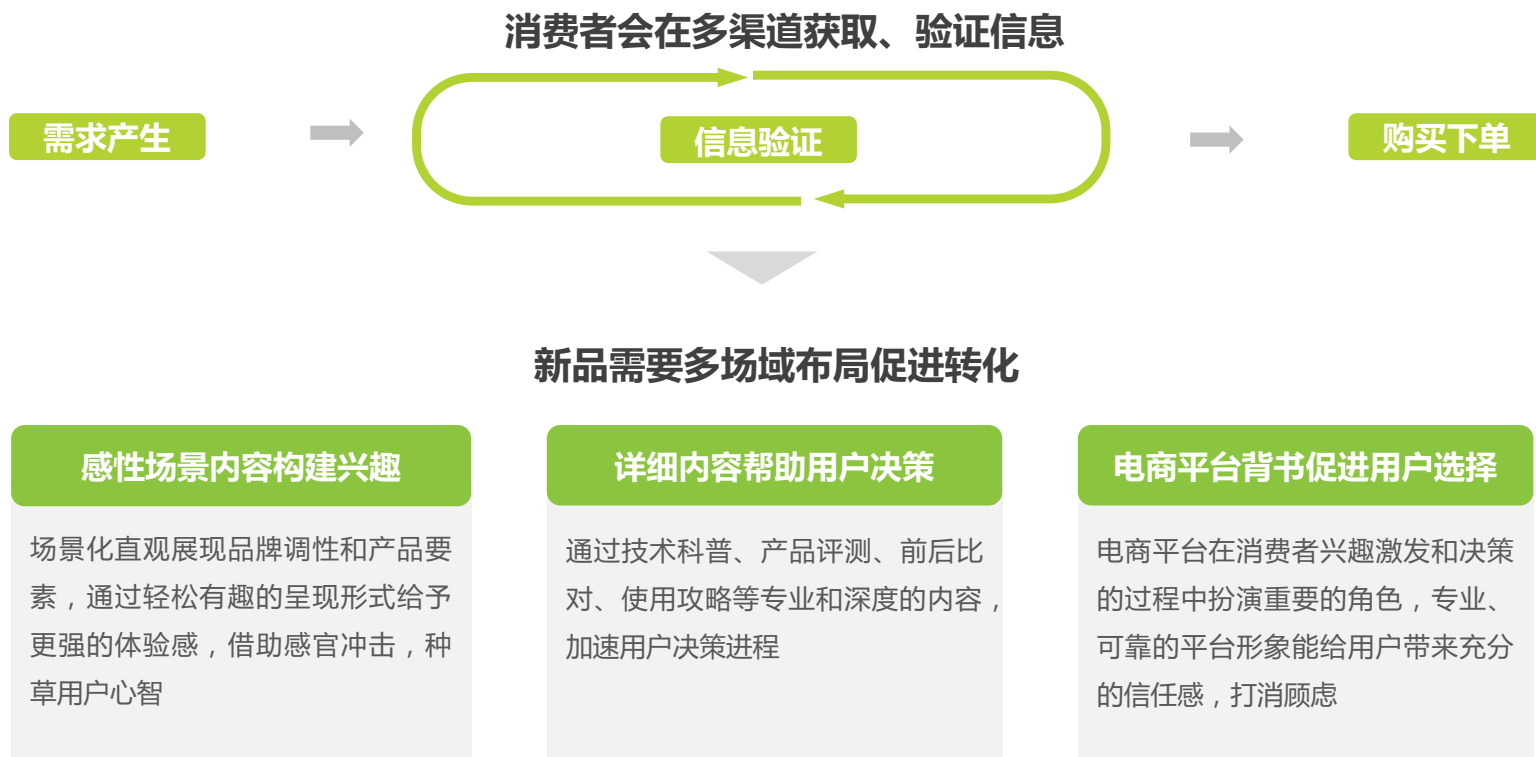 消费者会在多渠道获取、验证信息
需求产生
信息验证
购买下单
新品需要多场域布局促进转化
感性场景内容构建兴趣
场景化直观展现品牌调性和产品要
素，通过轻松有趣的呈现形式给予
更强的体验感，借助感官冲击，种
草用户心智
详细内容帮助用户决策
通过技术科普、产品评测、前后比
对、使用攻略等专业和深度的内容，
加速用户决策进程
电商平台背书促进用户选择
电商平台在消费者兴趣激发和决策
的过程中扮演重要的角色，专业、
可靠的平台形象能给用户带来充分
的信任感，打消顾虑